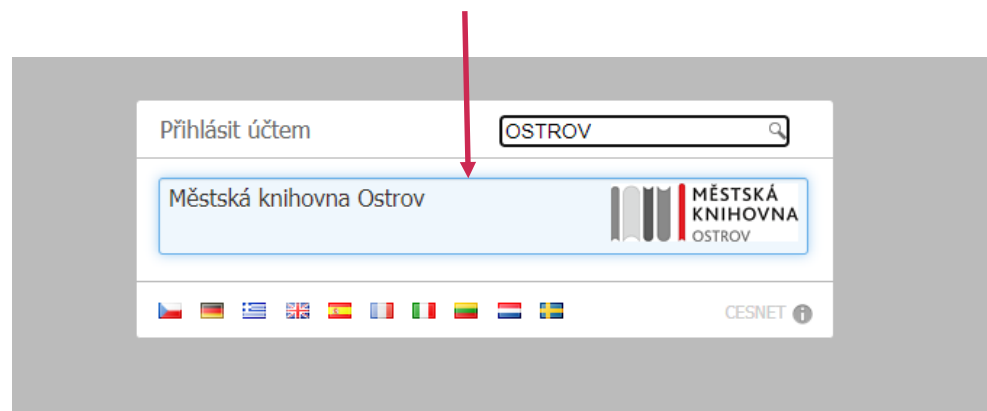 Přihlásit účtem
OSTROV
Městská knihovna Ostrov
MĚSTSKÁ
KNIHOVNA
OSTROV
CESNET